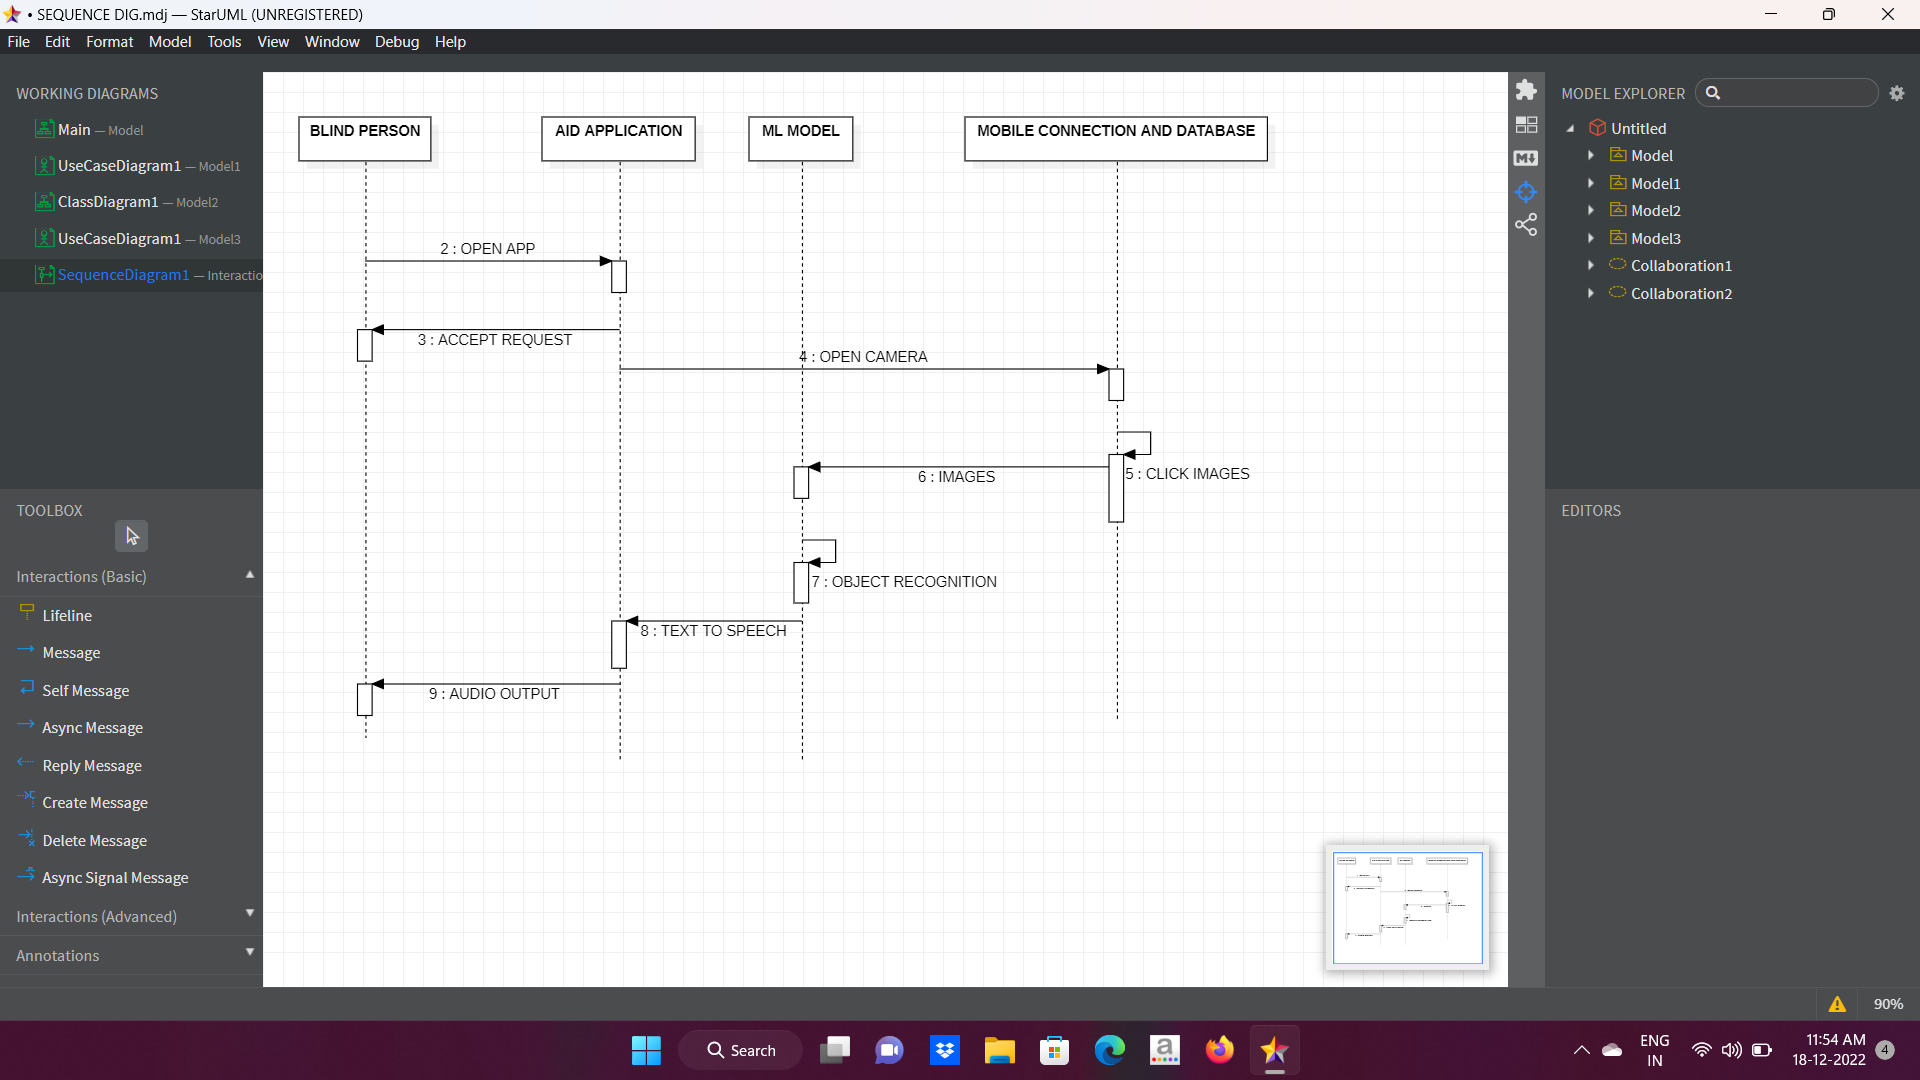 • SEQUENCE DIG.mdj — StarUML (UNREGISTERED)
File Edit Format Model Tools View Window Debug Help
WORKING DIAGRAMS
Main — Model
UseCaseDiagram1 — Model1
ClassDiagram1 — Model2
UseCaseDiagram1 — Model3
SequenceDiagram1 — Interactio
TOOLBOX
Interactions (Basic)
Lifeline
Message
Self Message
Async Message
Reply Message
Create Message
Delete Message
Async Signal Message
Interactions (Advanced)
Annotations
BLIND PERSON
AID APPLICATION
ML MODEL
MOBILE CONNECTION AND DATABASE
2 : OPEN APP
3 : ACCEPT REQUEST
4 : OPEN CAMERA
5 : CLICK IMAGES
6 : IMAGES
7 : OBJECT RECOGNITION
8 : TEXT TO SPEECH
9 : AUDIO OUTPUT
MODEL EXPLORER
Untitled
Model
Model1
Model2
Model3
Collaboration1
Collaboration2
EDITORS
90%
Search
ENG
IN
11:54 AM
18-12-2022
4